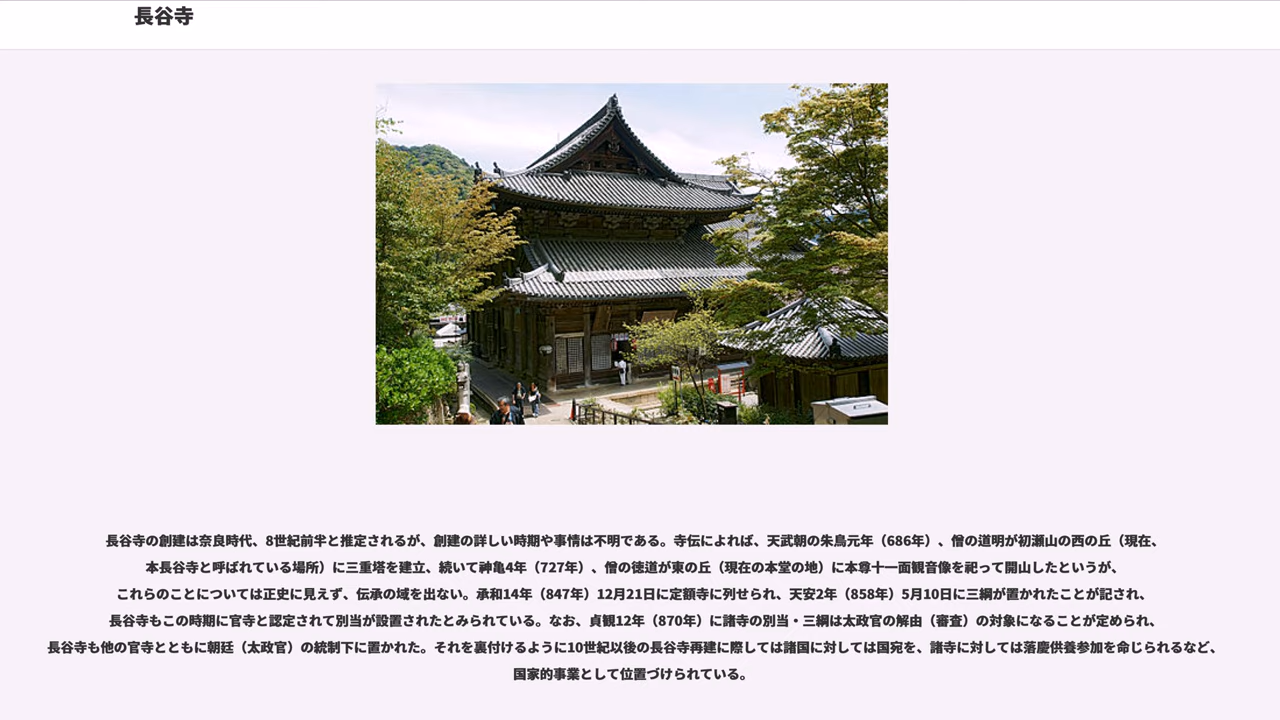 長谷寺
長谷寺の創建は奈良時代、8世紀前半と推定されるが、創建の詳しい時期や事情は不明である。寺伝によれば、天武朝の朱鳥元年（686年）、僧の道明が初瀬山の西の丘（現在、
本長谷寺と呼ばれている場所）に三重塔を建立、続いて神亀4年（727年）、僧の徳道が東の丘（現在の本堂の地）に本尊十一面観音像を祀って開山したというが、
これらのことについては正史に見えず、伝承の域を出ない。承和14年（847年）12月21日に定額寺に列せられ、天安2年（858年）5月10日に三綱が置かれたことが記され、
長谷寺もこの時期に官寺と認定されて別当が設置されたとみられている。なお、貞観12年（870年）に諸寺の別当・三綱は太政官の解由（審査）の対象になることが定められ、
長谷寺も他の官寺とともに朝廷（太政官）の統制下に置かれた。それを裏付けるように10世紀以後の長谷寺再建に際しては諸国に対しては国宛を、諸寺に対しては落慶供養参加を命じられるなど、
国家的事業として位置づけられている。